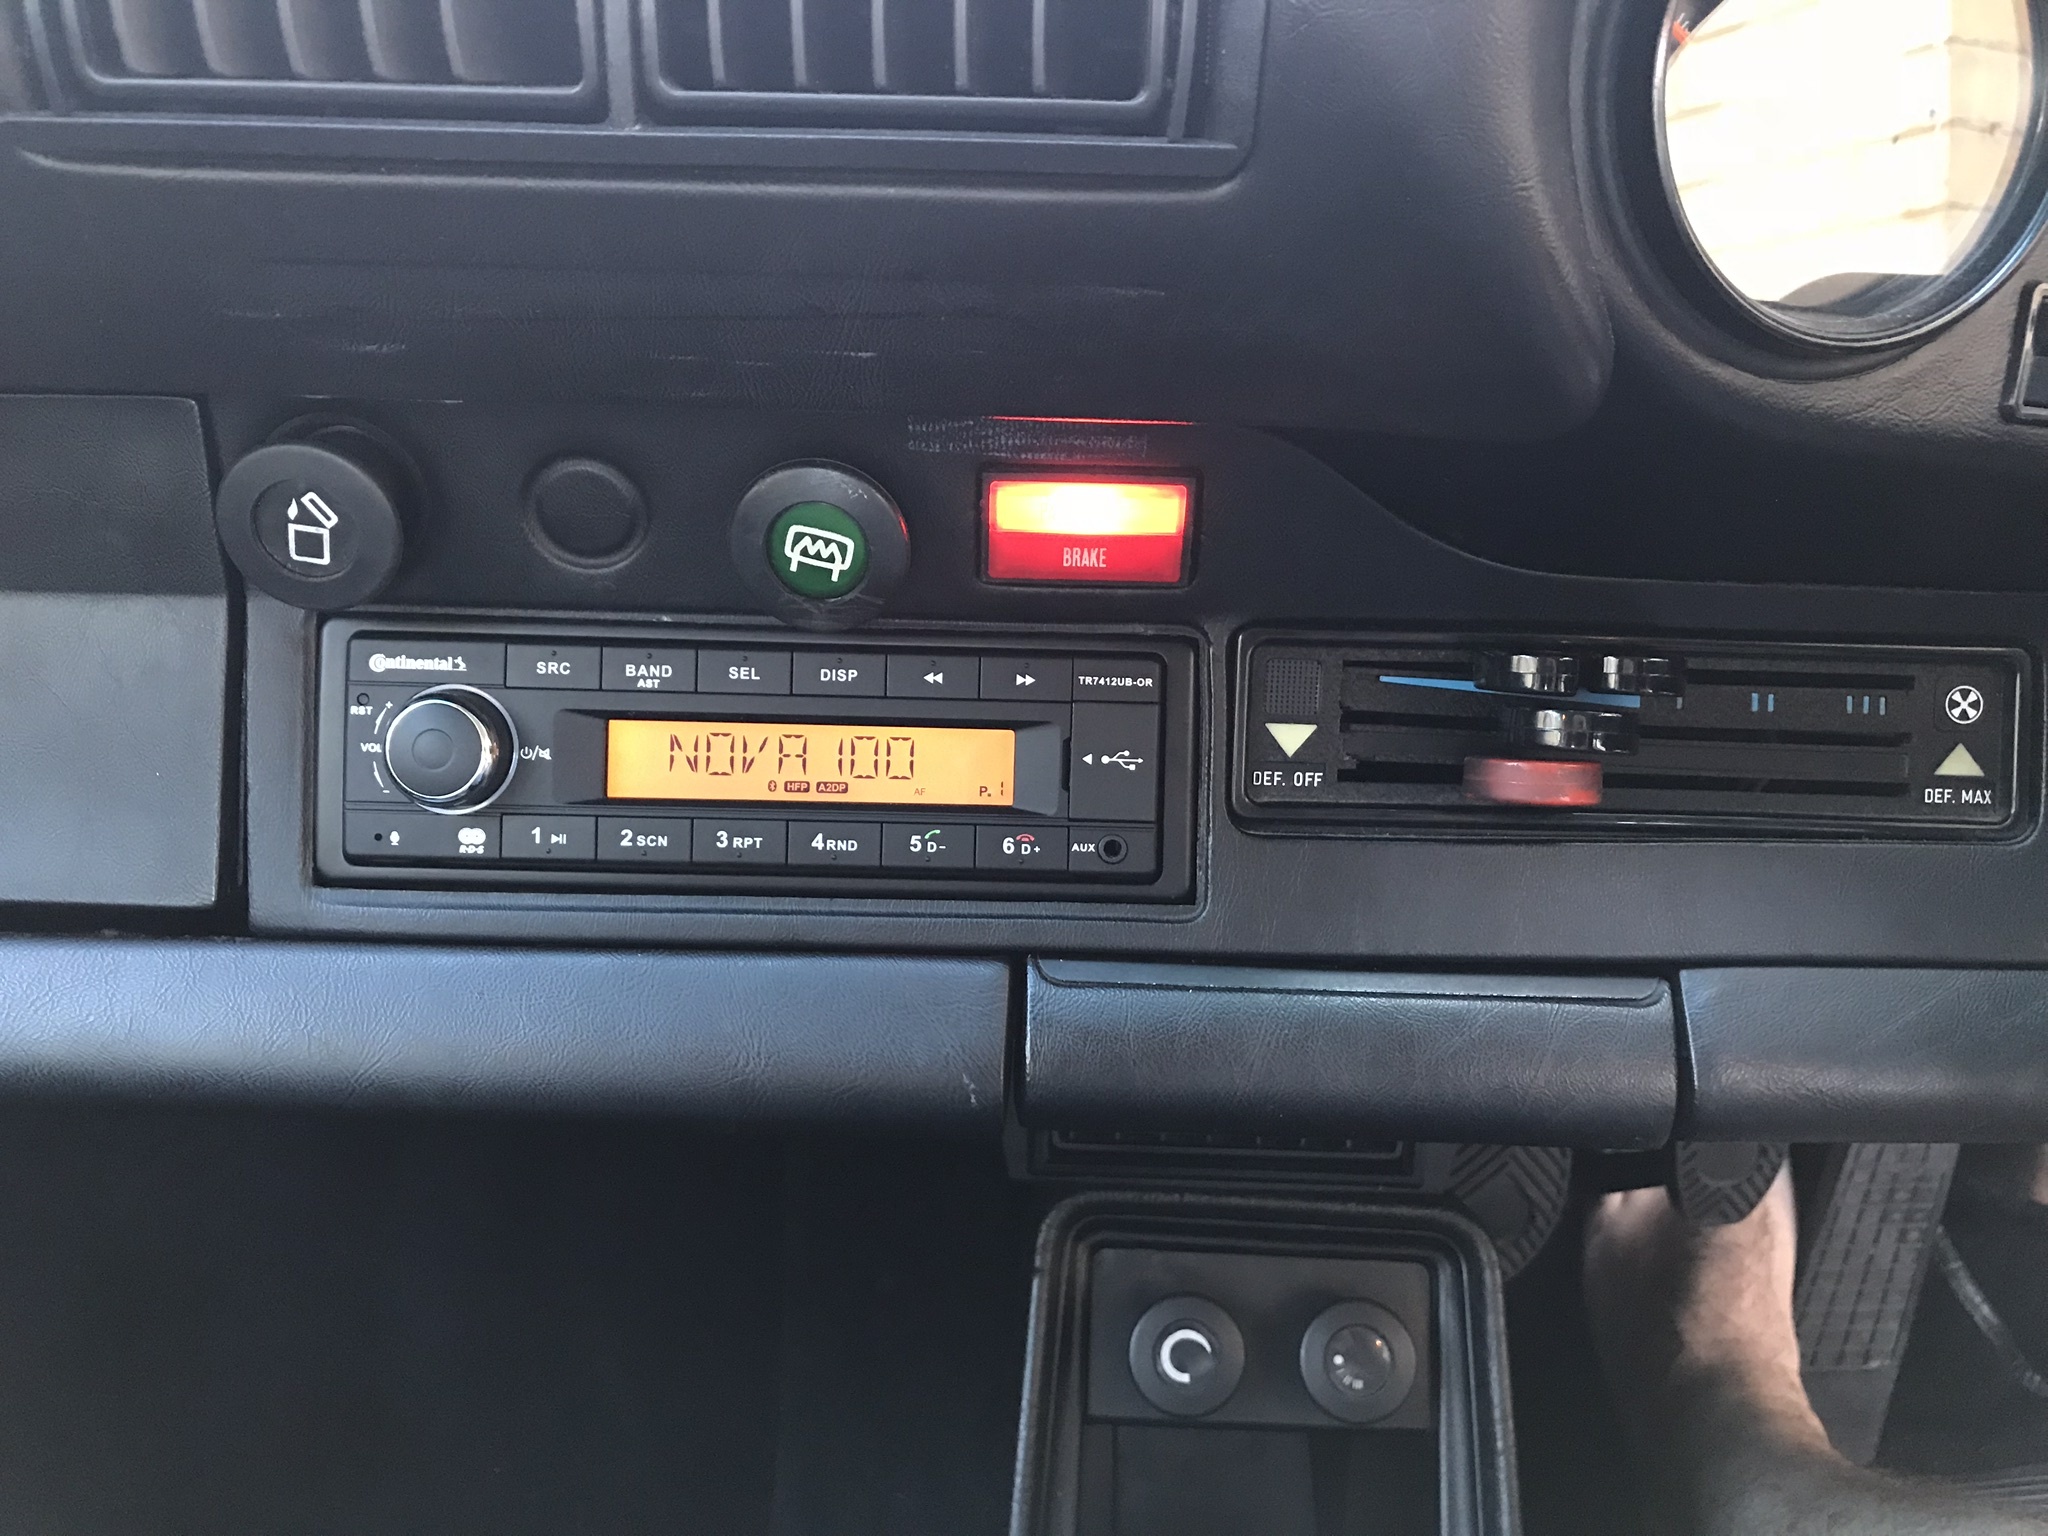 BRAKE
Continental
SRC
BAND
AST
SEL
DISP
TR7412UB-OR
RST
VOL
+
-
NOVA 100
HFP
A2DP
AF
P. 1
RDS
1
2 SCN
3 RPT
4 RND
5 D-
6 D+
AUX
DEF. OFF
DEF. MAX